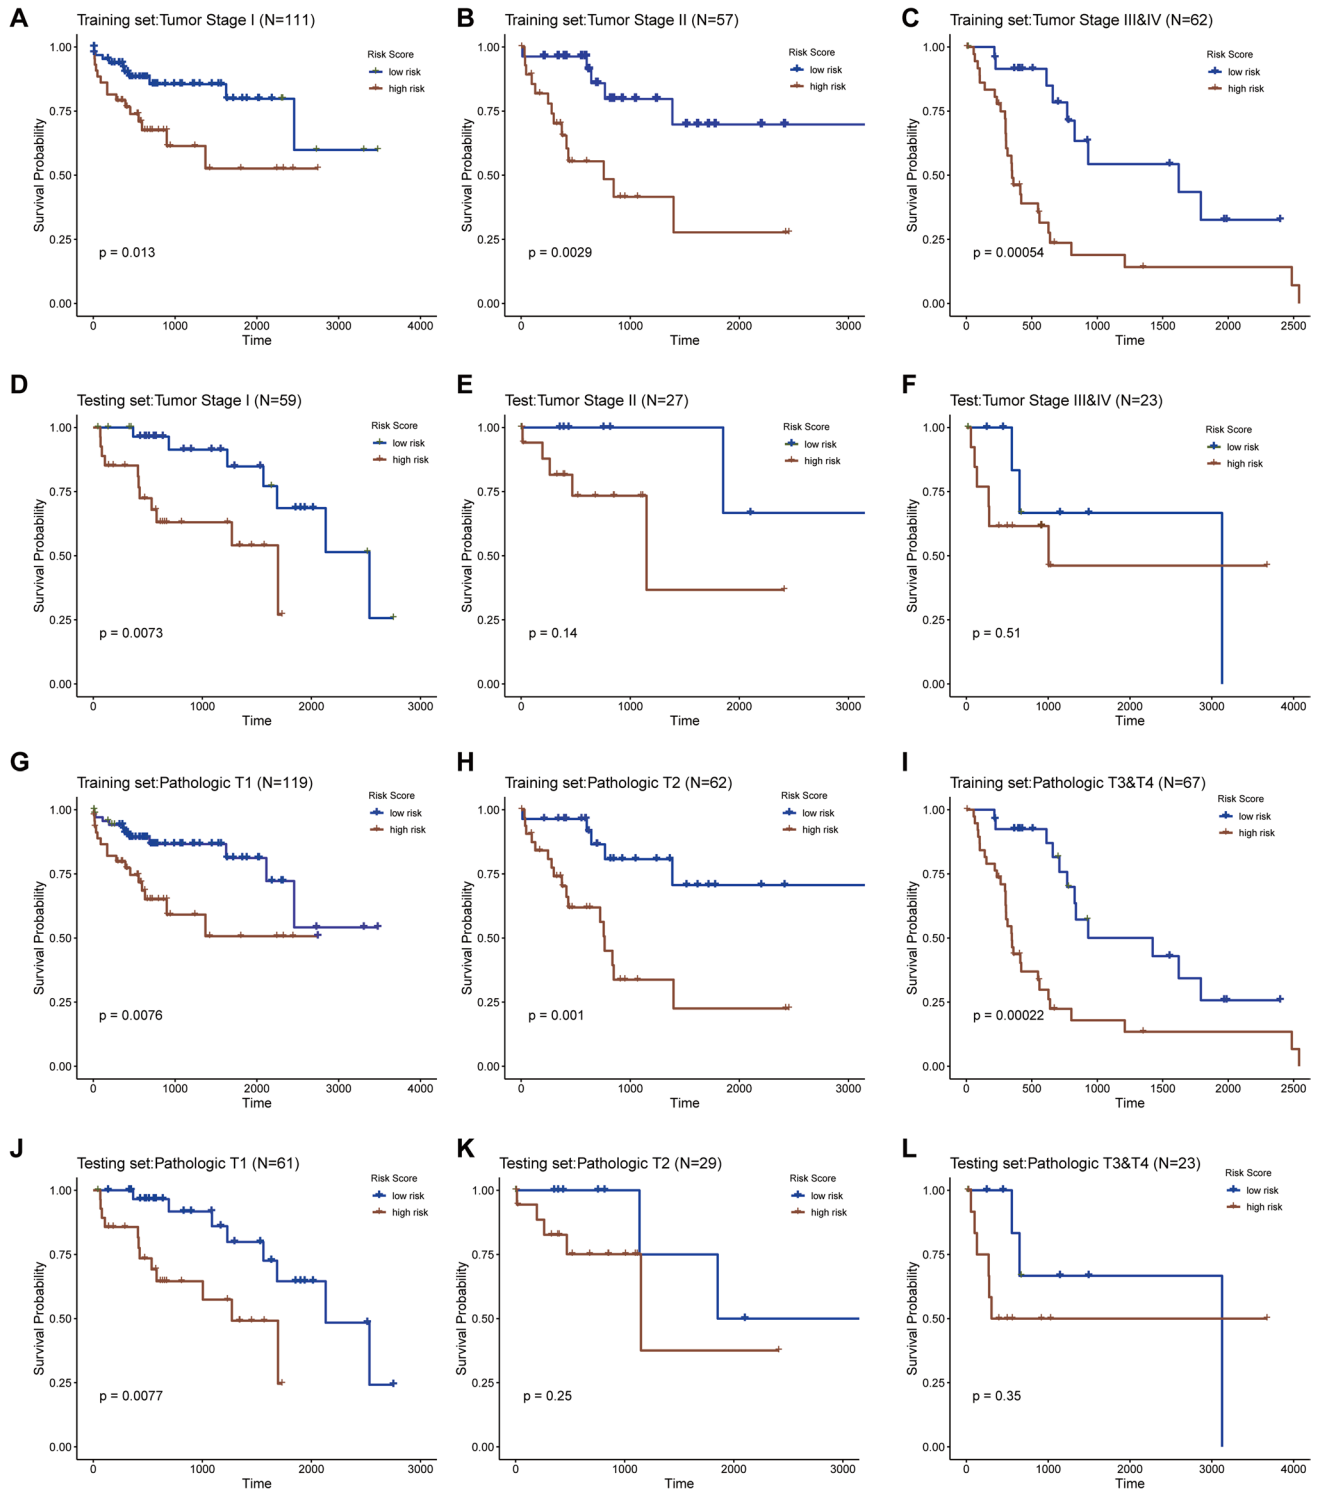 A
Training set:Tumor Stage I (N=111)
Risk Score
low risk
high risk
Survival Probability
1.00
0.75
0.50
0.25
0.00
p = 0.013
0 1000 2000 3000 4000
Time
B
Training set:Tumor Stage II (N=57)
Risk Score
low risk
high risk
Survival Probability
1.00
0.75
0.50
0.25
0.00
p = 0.0029
0 1000 2000 3000
Time
C
Training set:Tumor Stage III&IV (N=62)
Risk Score
low risk
high risk
Survival Probability
1.00
0.75
0.50
0.25
0.00
p = 0.00054
0 500 1000 1500 2000 2500
Time
D
Testing set:Tumor Stage I (N=59)
Risk Score
low risk
high risk
Survival Probability
1.00
0.75
0.50
0.25
0.00
p = 0.0073
0 1000 2000 3000
Time
E
Test:Tumor Stage II (N=27)
Risk Score
low risk
high risk
Survival Probability
1.00
0.75
0.50
0.25
0.00
p = 0.14
0 1000 2000 3000
Time
F
Test:Tumor Stage III&IV (N=23)
Risk Score
low risk
high risk
Survival Probability
1.00
0.75
0.50
0.25
0.00
p = 0.51
0 1000 2000 3000 4000
Time
G
Training set:Pathologic T1 (N=119)
Risk Score
low risk
high risk
Survival Probability
1.00
0.75
0.50
0.25
0.00
p = 0.0076
0 1000 2000 3000 4000
Time
H
Training set:Pathologic T2 (N=62)
Risk Score
low risk
high risk
Survival Probability
1.00
0.75
0.50
0.25
0.00
p = 0.001
0 1000 2000 3000
Time
I
Training set:Pathologic T3&T4 (N=67)
Risk Score
low risk
high risk
Survival Probability
1.00
0.75
0.50
0.25
0.00
p = 0.00022
0 500 1000 1500 2000 2500
Time
J
Testing set:Pathologic T1 (N=61)
Risk Score
low risk
high risk
Survival Probability
1.00
0.75
0.50
0.25
0.00
p = 0.0077
0 1000 2000 3000
Time
K
Testing set:Pathologic T2 (N=29)
Risk Score
low risk
high risk
Survival Probability
1.00
0.75
0.50
0.25
0.00
p = 0.25
0 1000 2000 3000
Time
L
Testing set:Pathologic T3&T4 (N=23)
Risk Score
low risk
high risk
Survival Probability
1.00
0.75
0.50
0.25
0.00
p = 0.35
0 1000 2000 3000 4000
Time